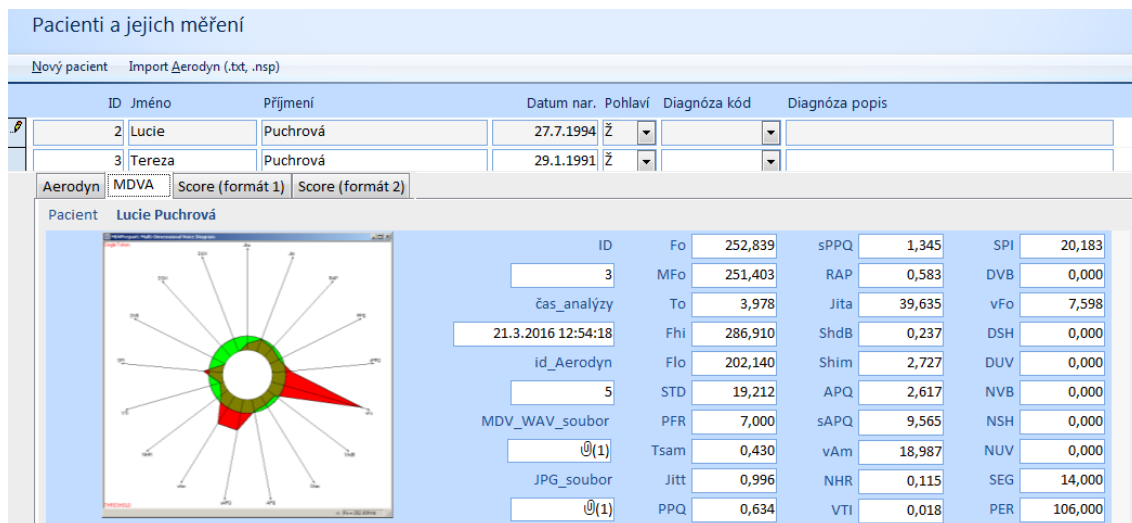 Pacienti a jejich měření
Nový pacient Import Aerodyn (.txt, .nsp)
ID Jméno Příjmení Datum nar. Pohlaví Diagnóza kód Diagnóza popis
2 Lucie Puchrová 27.7.1994 Ž
3 Tereza Puchrová 29.1.1991 Ž
Aerodyn MDVA Score (formát 1) Score (formát 2)
Pacient Lucie Puchrová
ID Fo 252,839 sPPQ 1,345 SPI 20,183
3 MFo 251,403 RAP 0,583 DVB 0,000
čas_analýzy To 3,978 Jita 39,635 vFo 7,598
21.3.2016 12:54:18 Fhi 286,910 ShdB 0,237 DSH 0,000
id_Aerodyn Flo 202,140 Shim 2,727 DUV 0,000
5 STD 19,212 APQ 2,617 NVB 0,000
MDV_WAV_soubor PFR 7,000 sAPQ 9,565 NSH 0,000
(1) Tsam 0,430 vAm 18,987 NUV 0,000
JPG_soubor Jitt 0,996 NHR 0,115 SEG 14,000
(1) PPQ 0,634 VTI 0,018 PER 106,000